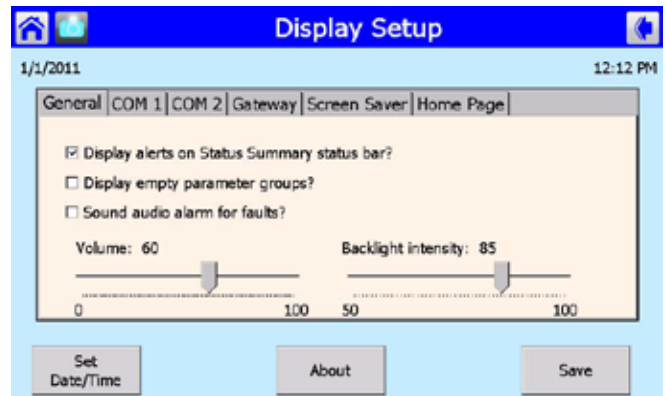 Display Setup
1/1/2011 12:12 PM
General COM 1 COM 2 Gateway Screen Saver Home Page
Display alerts on Status Summary status bar?
Display empty parameter groups?
Sound audio alarm for faults?
Volume: 60 Backlight intensity: 85
0 100 50 100
Set
Date/Time
About
Save